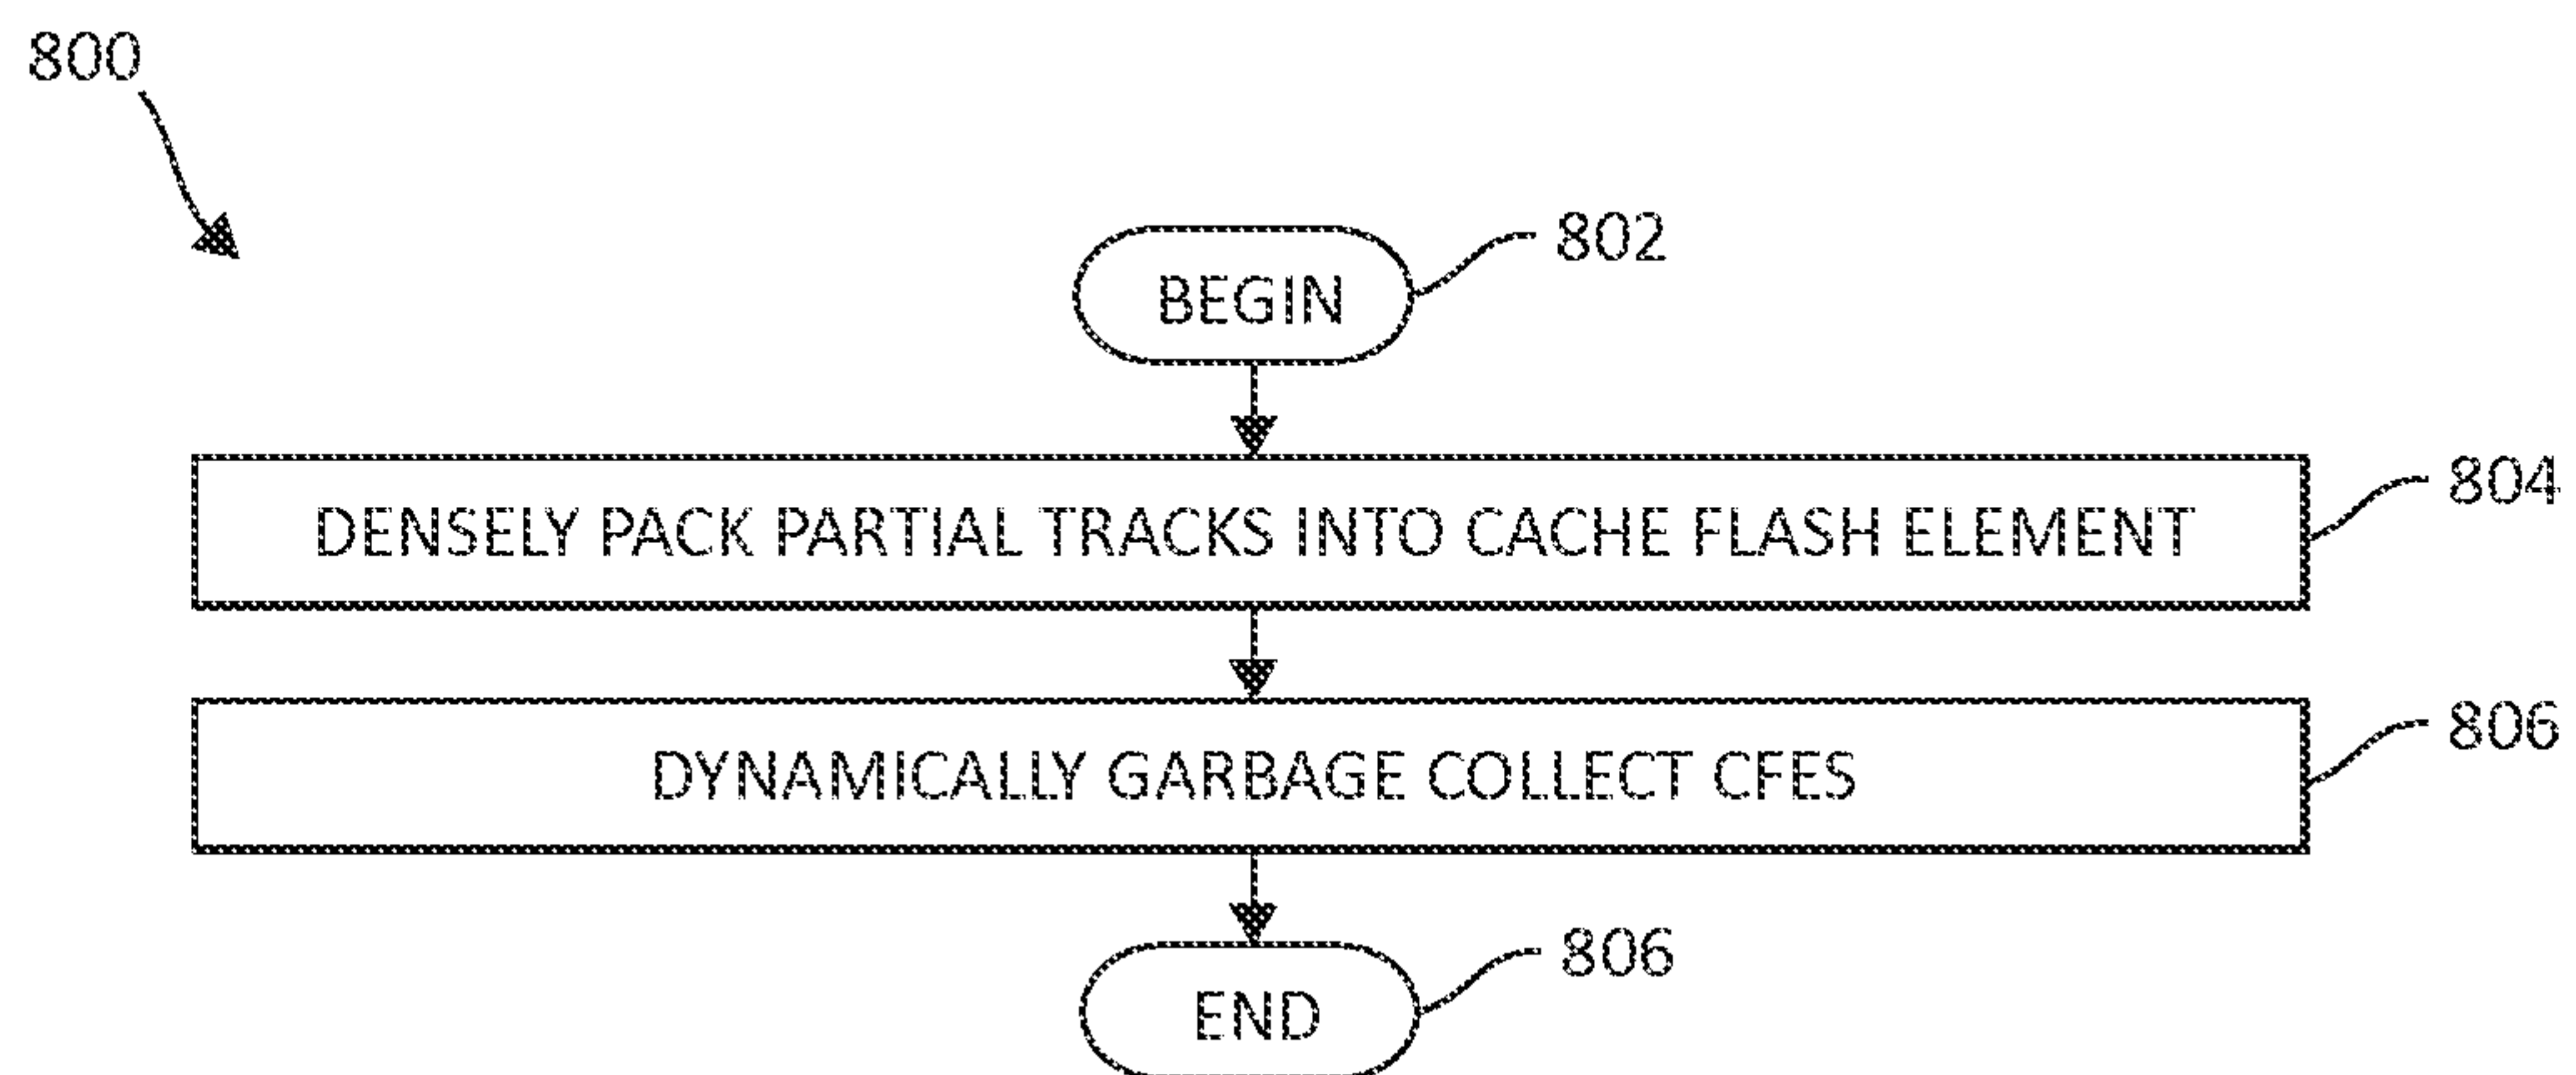 800
802
BEGIN
804
DENSELY PACK PARTIAL TRACKS INTO CACHE FLASH ELEMENT
806
DYNAMICALLY GARBAGE COLLECT CFES
806
END